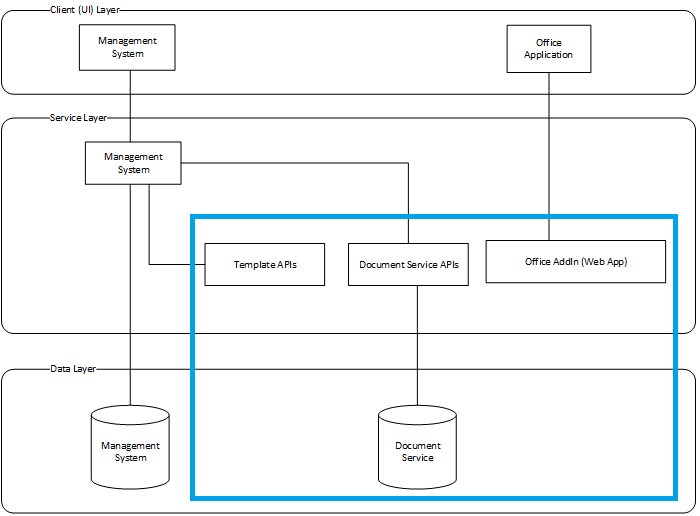 Client (UI) Layer
Management
System
Office
Application
Service Layer
Management
System
Template APIs
Document Service APIs
Office AddIn (Web App)
Data Layer
Management
System
Document
Service